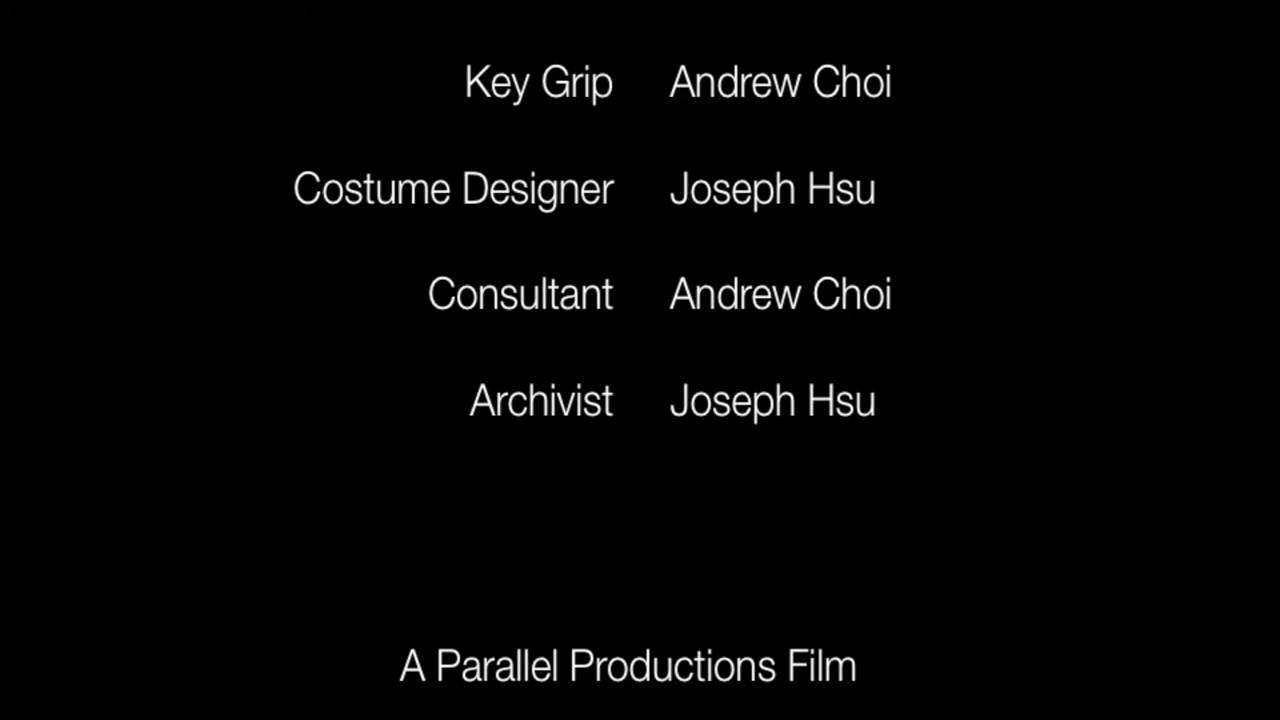 Key Grip Andrew Choi
Costume Designer Joseph Hsu
Consultant Andrew Choi
Archivist Joseph Hsu
A Parallel Productions Film